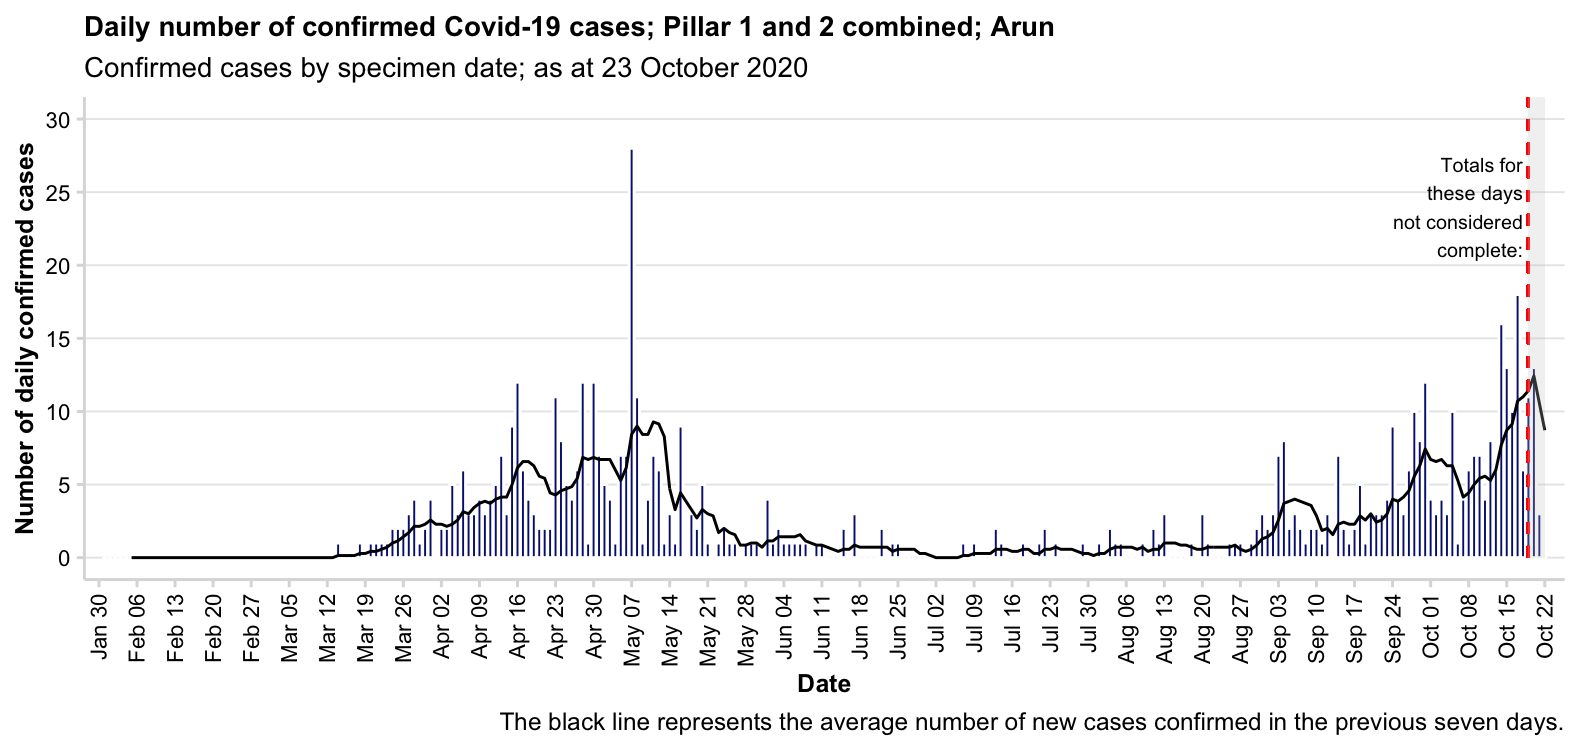 Daily number of confirmed Covid-19 cases; Pillar 1 and 2 combined; Arun
Confirmed cases by specimen date; as at 23 October 2020
Number of daily confirmed cases
30
25
20
15
10
5
0
Totals for
these days
not considered
complete:
Jan 30
Feb 06
Feb 13
Feb 20
Feb 27
Mar 05
Mar 12
Mar 19
Mar 26
Apr 02
Apr 09
Apr 16
Apr 23
Apr 30
May 07
May 14
May 21
May 28
Jun 04
Jun 11
Jun 18
Jun 25
Jul 02
Jul 09
Jul 16
Jul 23
Jul 30
Aug 06
Aug 13
Aug 20
Aug 27
Sep 03
Sep 10
Sep 17
Sep 24
Oct 01
Oct 08
Oct 15
Oct 22
Date
The black line represents the average number of new cases confirmed in the previous seven days.